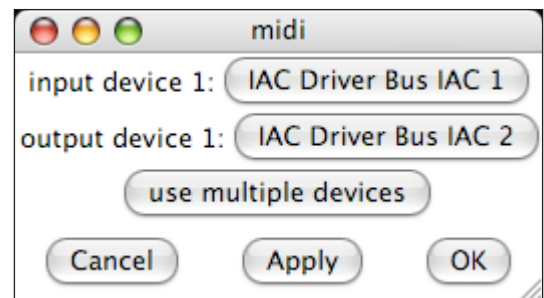 midi
input device 1: IAC Driver Bus IAC 1
output device 1: IAC Driver Bus IAC 2
use multiple devices
Cancel Apply OK